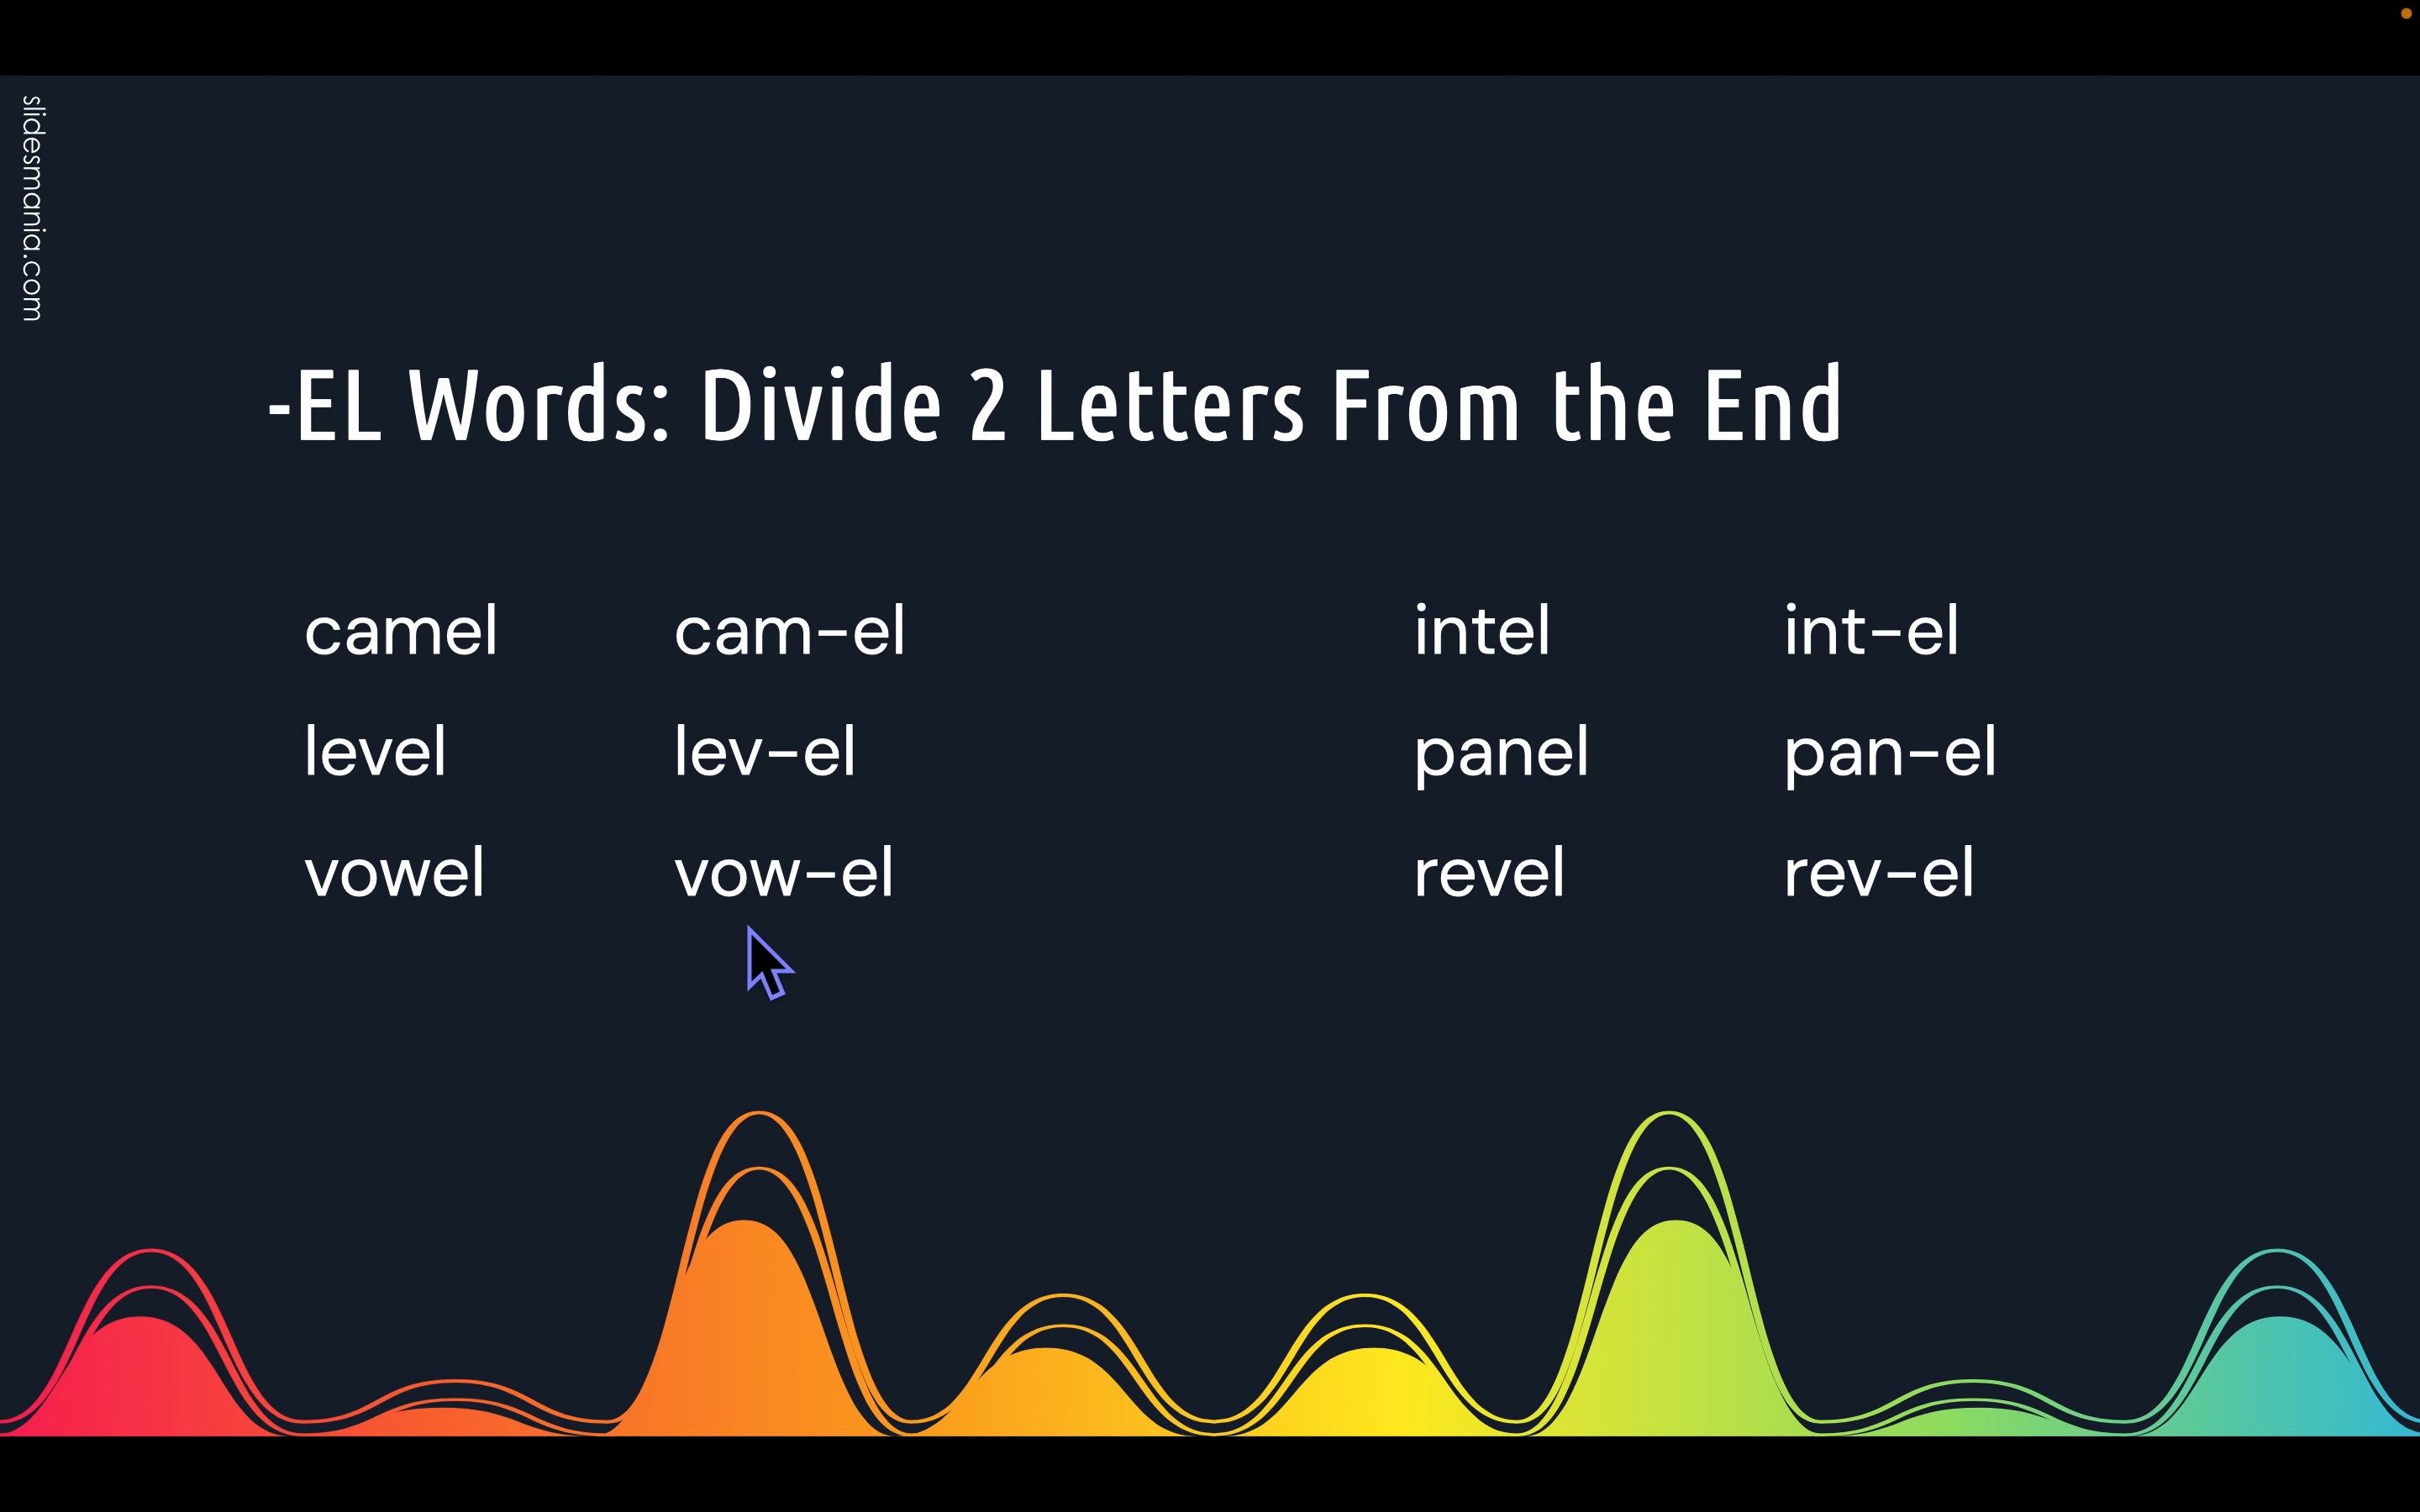 slidesmania.com
-EL Words: Divide 2 Letters From the End
camel cam-el intel int-el
level lev-el panel pan-el
vowel vow-el revel rev-el